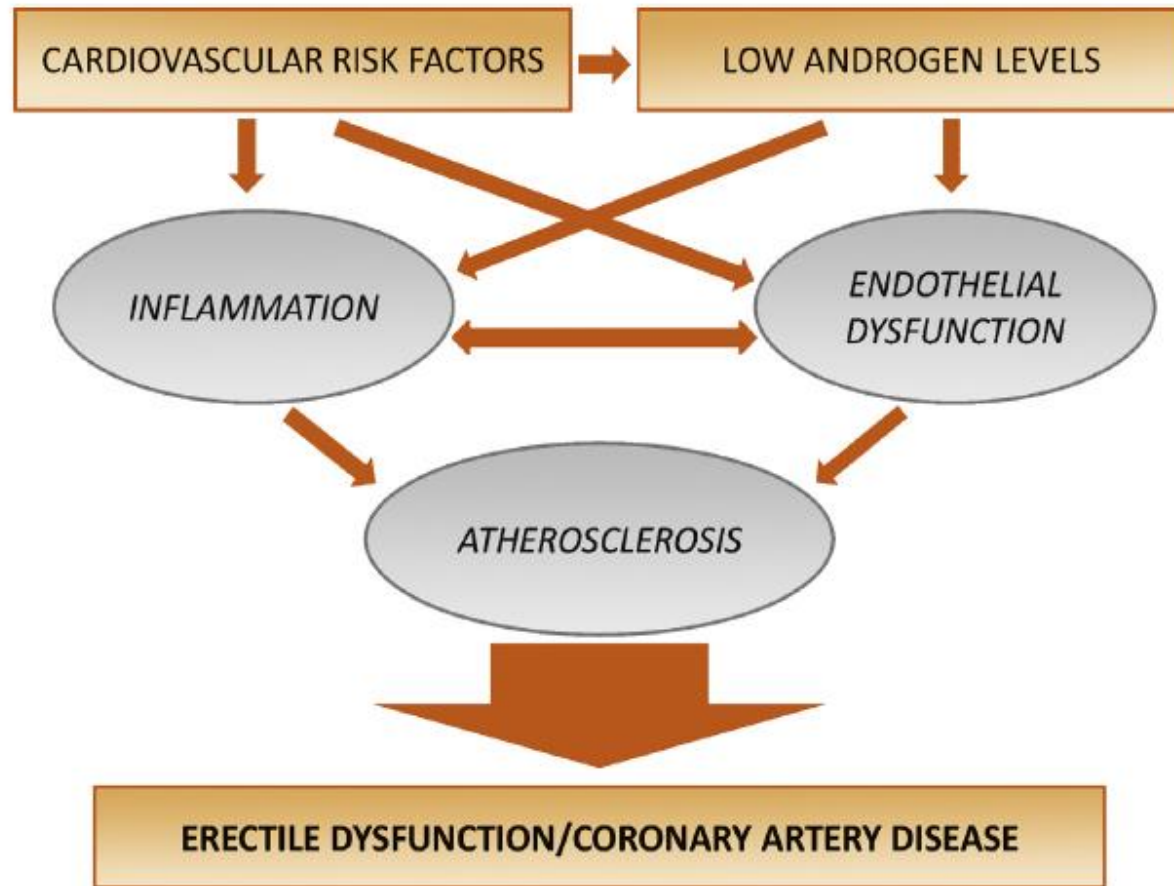 CARDIOVASCULAR RISK FACTORS
LOW ANDROGEN LEVELS
INFLAMMATION
ENDOTHELIAL
DYSFUNCTION
ATHEROSCLEROSIS
ERECTILE DYSFUNCTION/CORONARY ARTERY DISEASE